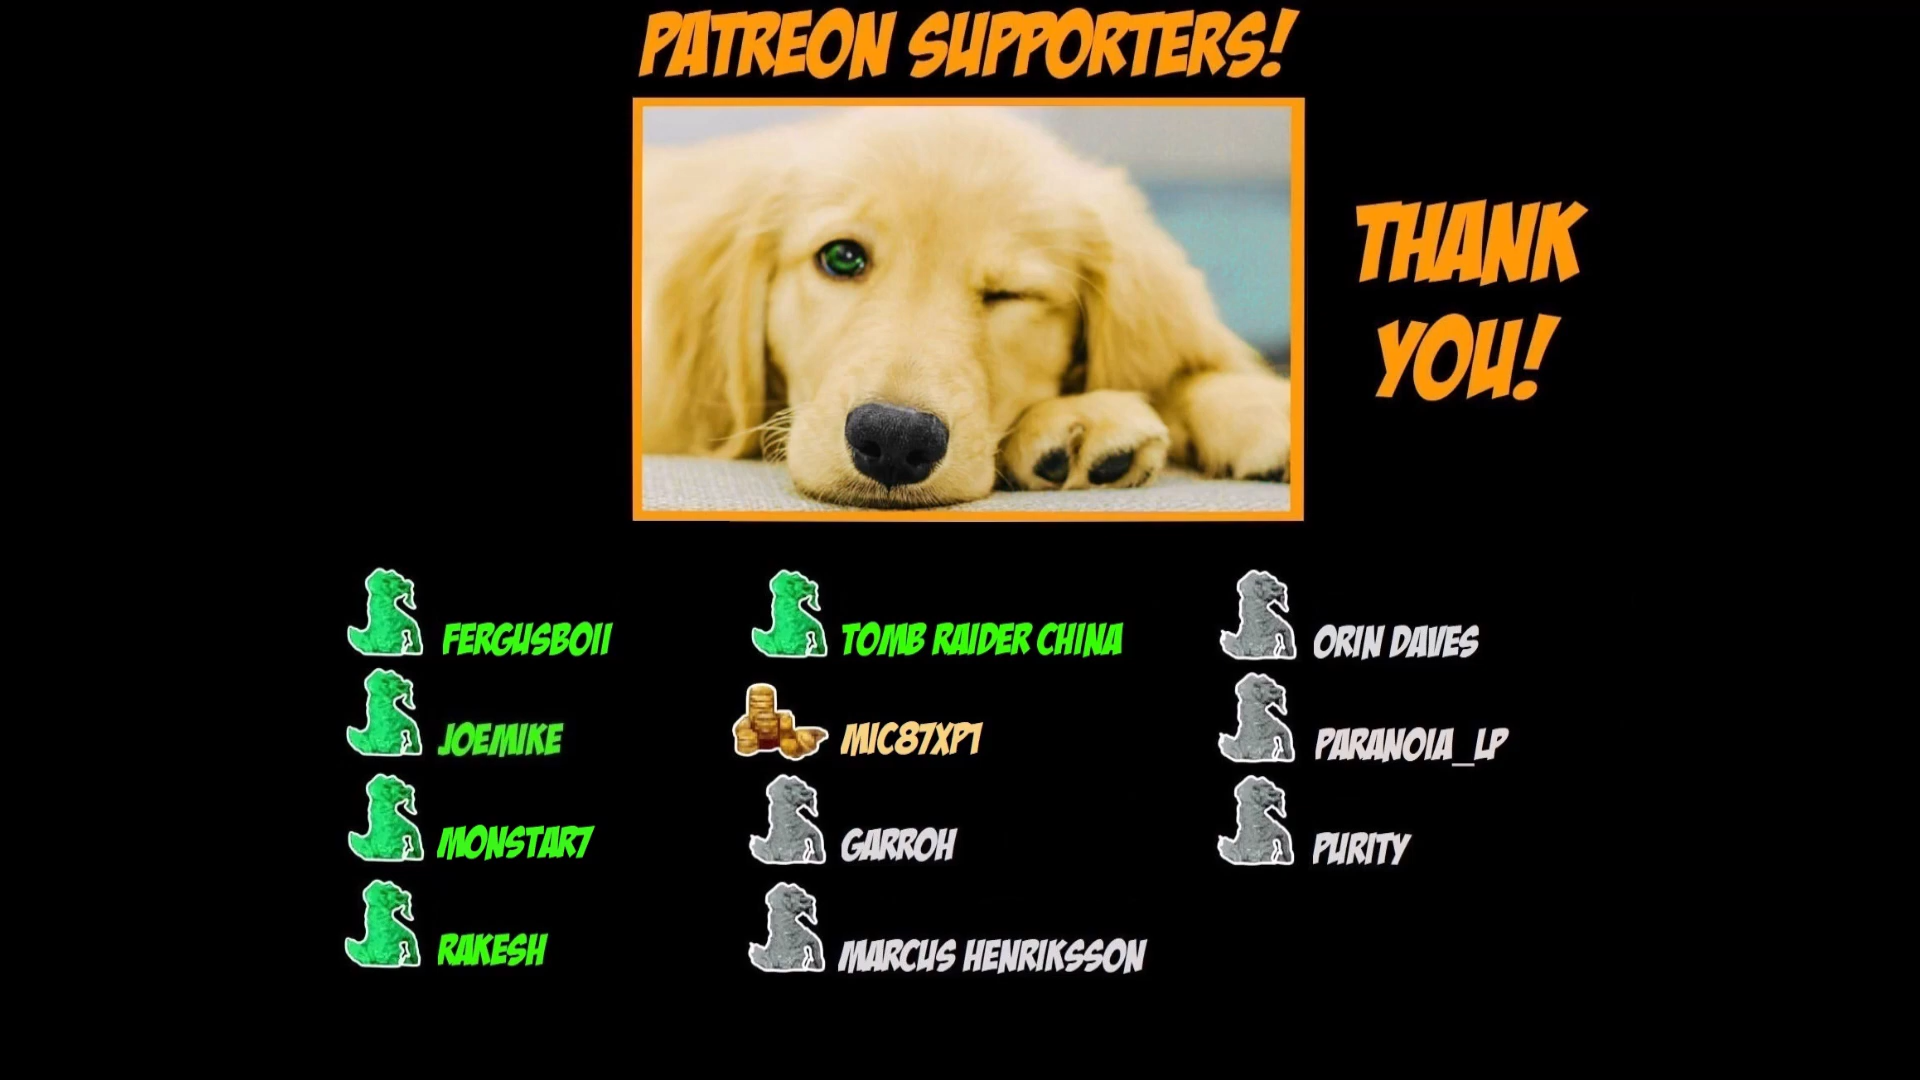 PATREON SUPPORTERS!
THANK
YOU!
FERGUSBOII
JOEMIKE
MONSTAR7
RAKESH
TOMB RAIDER CHINA
MIC87XP1
GARROH
MARCUS HENRIKSSON
ORIN DAVES
PARANOIA_LP
PURITY